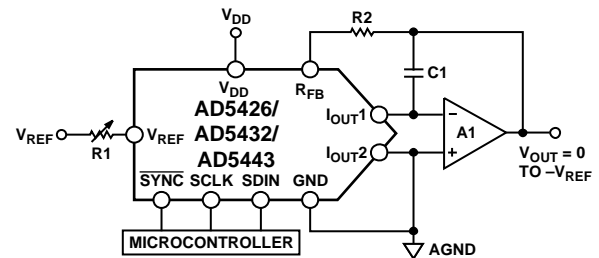 VDD
R2
C1
VDD
RFB
AD5426/
AD5432/
AD5443
IOUT1
IOUT2
VREF
R1
VREF
A1
–
+
VOUT = 0
TO –VREF
SYNC SCLK SDIN GND
MICROCONTROLLER
AGND